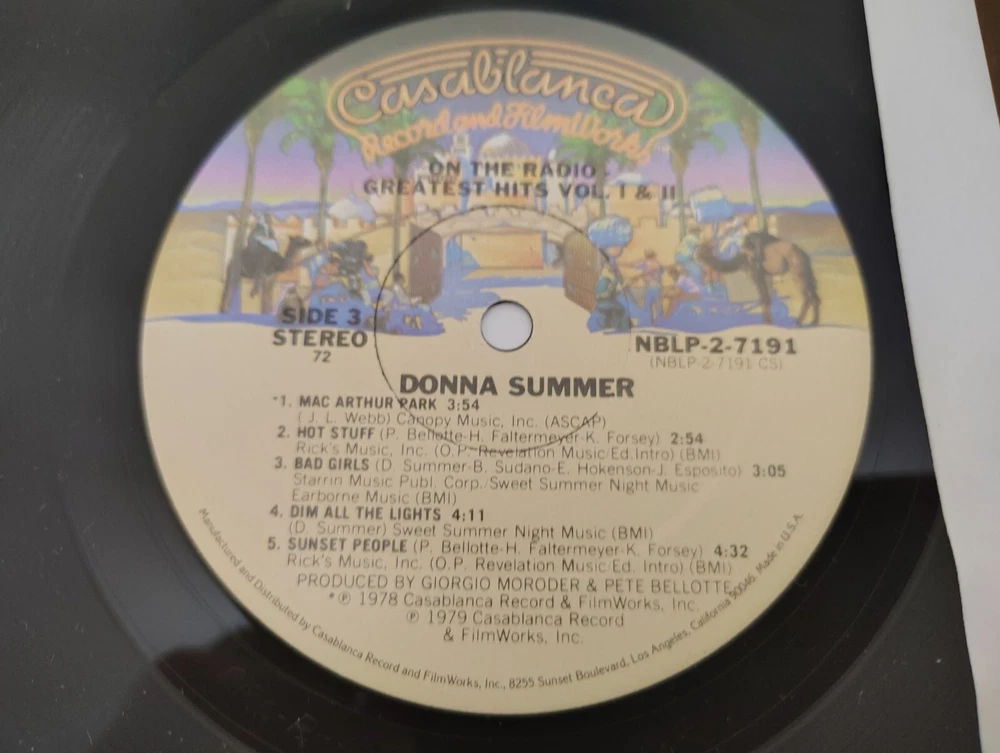 Casablanca
Record and FilmWorks
ON THE RADIO -
GREATEST HITS VOL. I & II
SIDE 3
STEREO
72
NBLP-2-7191
(NBLP-2-7191 CS)
DONNA SUMMER
*1. MAC ARTHUR PARK 3:54
(J. L. Webb) Canopy Music, Inc. (ASCAP)
2. HOT STUFF (P. Bellotte-H. Faltermeyer-K. Forsey) 2:54
Rick's Music, Inc. (O.P. Revelation Music/Ed. Intro) (BMI)
3. BAD GIRLS (D. Summer-B. Sudano-E. Hokenson-J. Esposito) 3:05
Starrin Music Publ. Corp./Sweet Summer Night Music
Earborne Music (BMI)
4. DIM ALL THE LIGHTS 4:11
(D. Summer) Sweet Summer Night Music (BMI)
5. SUNSET PEOPLE (P. Bellotte-H. Faltermeyer-K. Forsey) 4:32
Rick's Music, Inc. (O.P. Revelation Music/Ed. Intro) (BMI)
PRODUCED BY GIORGIO MORODER & PETE BELLOTTE
*℗ 1978 Casablanca Record & FilmWorks, Inc.
℗ 1979 Casablanca Record
& FilmWorks, Inc.
Manufactured and Distributed by Casablanca Record and FilmWorks, Inc., 8255 Sunset Boulevard, Los Angeles, California 90046 Made in U.S.A.